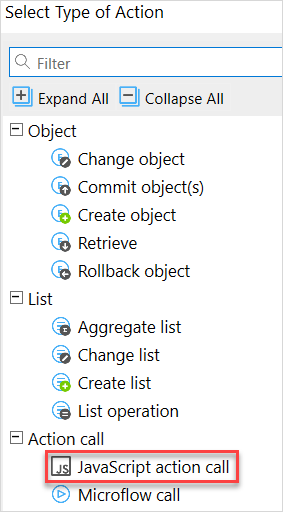 Select Type of Action
Filter
Expand All Collapse All
Object
Change object
Commit object(s)
Create object
Retrieve
Rollback object
List
Aggregate list
Change list
Create list
List operation
Action call
JS JavaScript action call
Microflow call